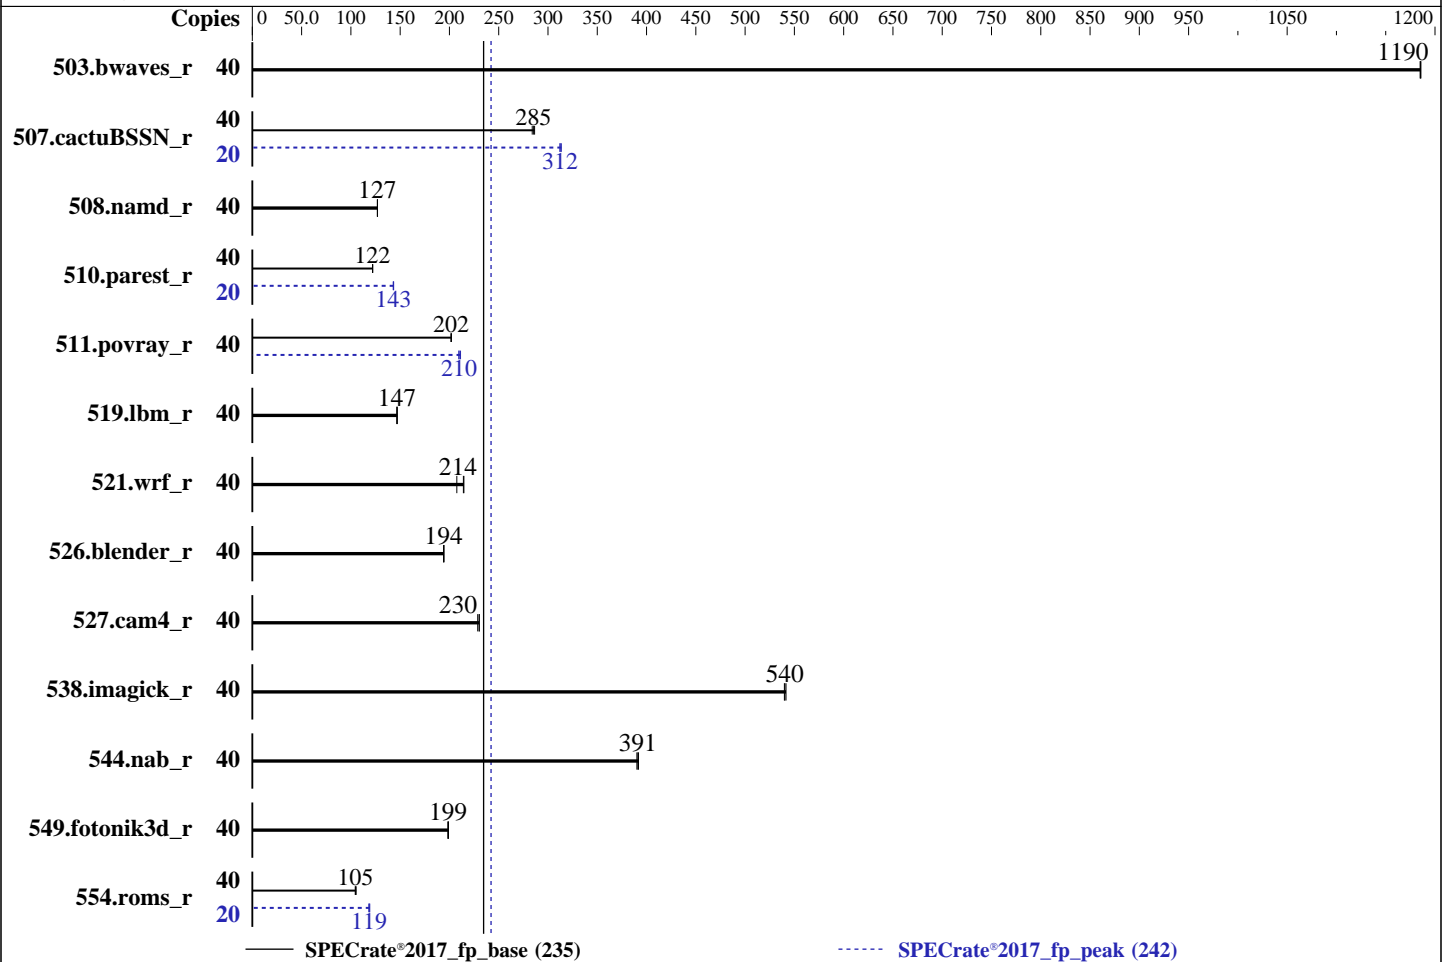 Copies 0 50.0 100 150 200 250 300 350 400 450 500 550 600 650 700 750 800 850 900 950 1050 1200
503.bwaves_r 40 1190
507.cactuBSSN_r 40 285
20 312
508.namd_r 40 127
510.parest_r 40 122
20 143
511.povray_r 40 202
210
519.lbm_r 40 147
521.wrf_r 40 214
526.blender_r 40 194
527.cam4_r 40 230
538.imagick_r 40 540
544.nab_r 40 391
549.fotonik3d_r 40 199
554.roms_r 40 105
20 119
SPECrate®2017_fp_base (235) SPECrate®2017_fp_peak (242)